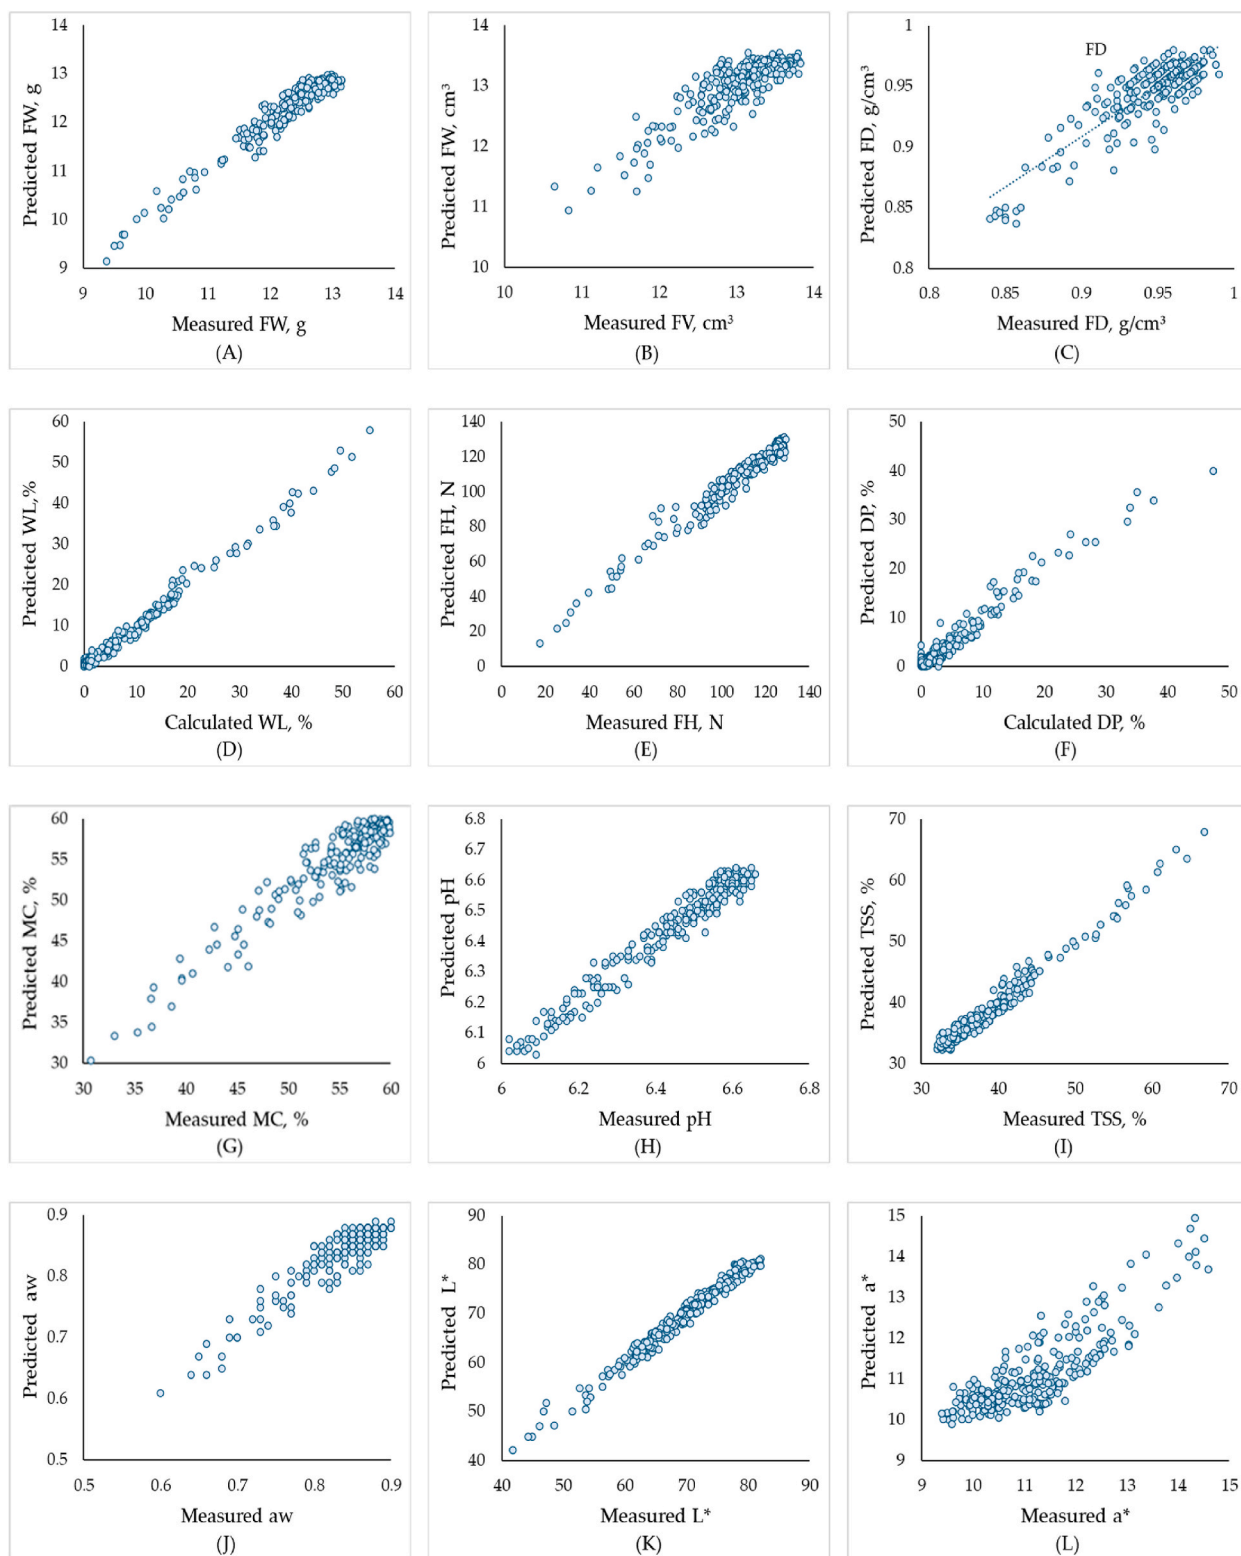 14
13
12
11
10
9
9 10 11 12 13 14
Predicted FW, g
Measured FW, g
(A)
14
13
12
11
10
10 11 12 13 14
Predicted FW, cm³
Measured FV, cm³
(B)
1
0.95
0.9
0.85
0.8
0.8 0.85 0.9 0.95 1
FD
Predicted FD, g/cm³
Measured FD, g/cm³
(C)
60
50
40
30
20
10
0
0 10 20 30 40 50 60
Predicted WL, %
Calculated WL, %
(D)
140
120
100
80
60
40
20
0
0 20 40 60 80 100 120 140
Predicted FH, N
Measured FH, N
(E)
50
40
30
20
10
0
0 10 20 30 40 50
Predicted DP, %
Calculated DP, %
(F)
60
55
50
45
40
35
30
30 35 40 45 50 55 60
Predicted MC, %
Measured MC, %
(G)
6.8
6.7
6.6
6.5
6.4
6.3
6.2
6.1
6
6 6.2 6.4 6.6 6.8
Predicted pH
Measured pH
(H)
70
60
50
40
30
30 40 50 60 70
Predicted TSS, %
Measured TSS, %
(I)
0.9
0.8
0.7
0.6
0.5
0.5 0.6 0.7 0.8 0.9
Predicted aw
Measured aw
(J)
90
80
70
60
50
40
40 50 60 70 80 90
Predicted L*
Measured L*
(K)
15
14
13
12
11
10
9
9 10 11 12 13 14 15
Predicted a*
Measured a*
(L)